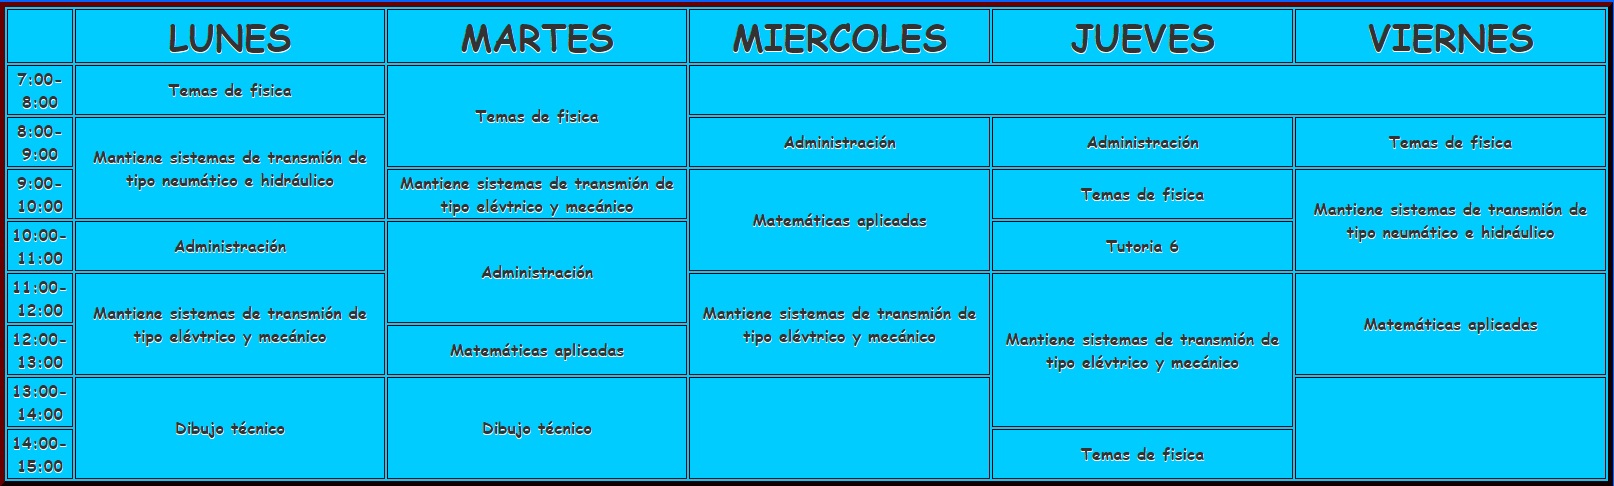 LUNES MARTES MIERCOLES JUEVES VIERNES
7:00-
8:00
Temas de fisica
Temas de fisica
8:00-
9:00
Mantiene sistemas de transmión de
tipo neumático e hidráulico
Administración
Administración
Temas de fisica
9:00-
10:00
Mantiene sistemas de transmión de
tipo elévtrico y mecánico
Matemáticas aplicadas
Temas de fisica
Mantiene sistemas de transmión de
tipo neumático e hidráulico
10:00-
11:00
Administración
Administración
Tutoria 6
11:00-
12:00
Mantiene sistemas de transmión de
tipo elévtrico y mecánico
Mantiene sistemas de transmión de
tipo elévtrico y mecánico
Mantiene sistemas de transmión de
tipo elévtrico y mecánico
Matemáticas aplicadas
12:00-
13:00
Matemáticas aplicadas
13:00-
14:00
Dibujo técnico
Dibujo técnico
14:00-
15:00
Temas de fisica